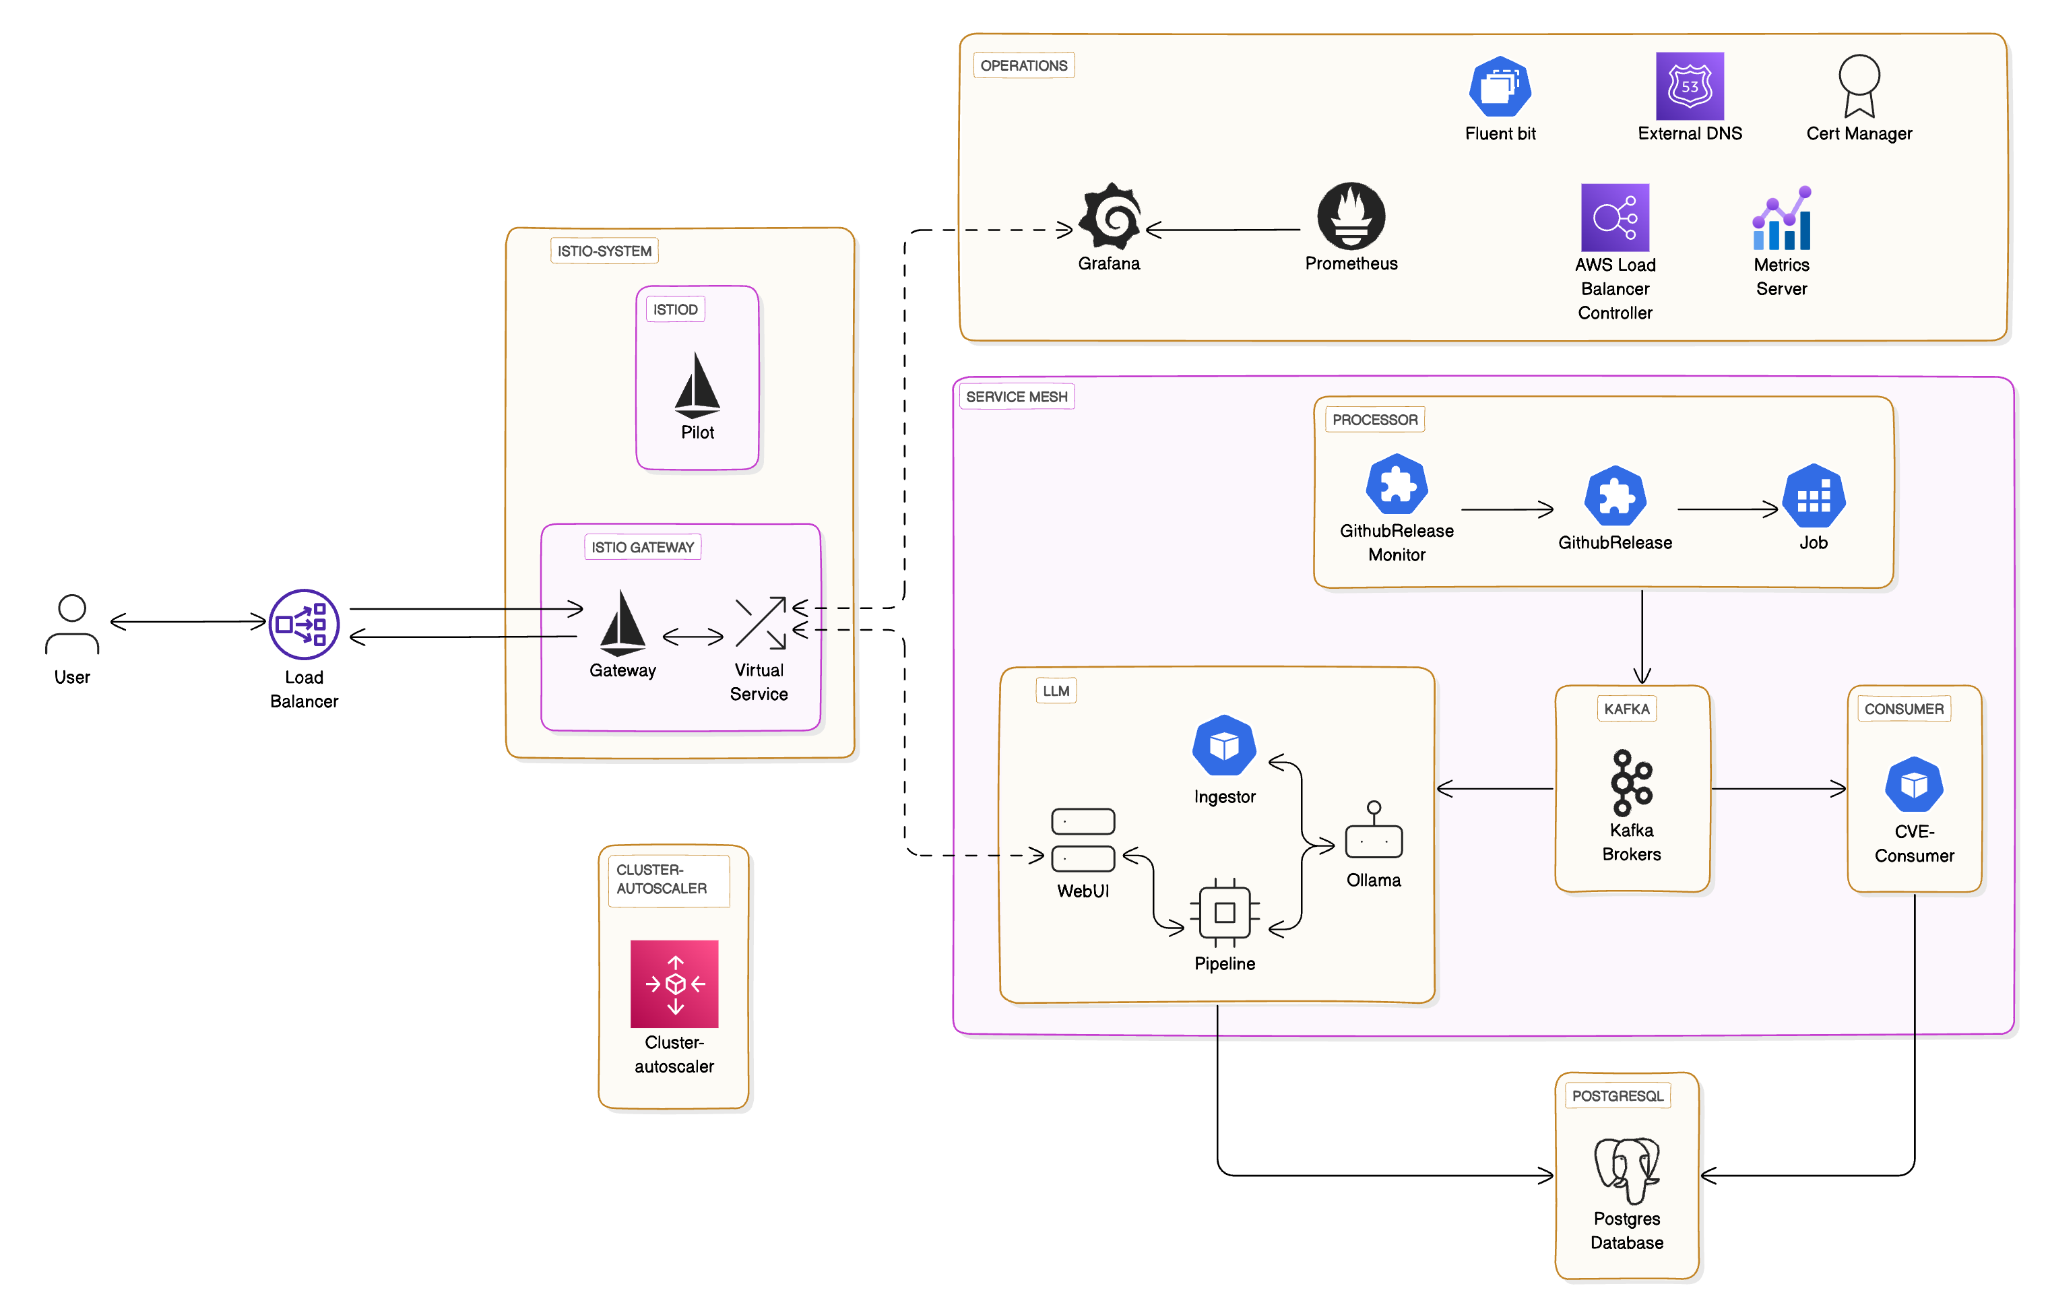 OPERATIONS
Fluent bit
External DNS
Cert Manager
Grafana
Prometheus
AWS Load
Balancer
Controller
Metrics
Server
ISTIO-SYSTEM
ISTIOD
Pilot
ISTIO GATEWAY
Gateway
Virtual
Service
User
Load
Balancer
SERVICE MESH
PROCESSOR
GithubRelease
Monitor
GithubRelease
Job
LLM
Ingestor
WebUI
Ollama
Pipeline
KAFKA
Kafka
Brokers
CONSUMER
CVE-
Consumer
CLUSTER-
AUTOSCALER
Cluster-
autoscaler
POSTGRESQL
Postgres
Database
53